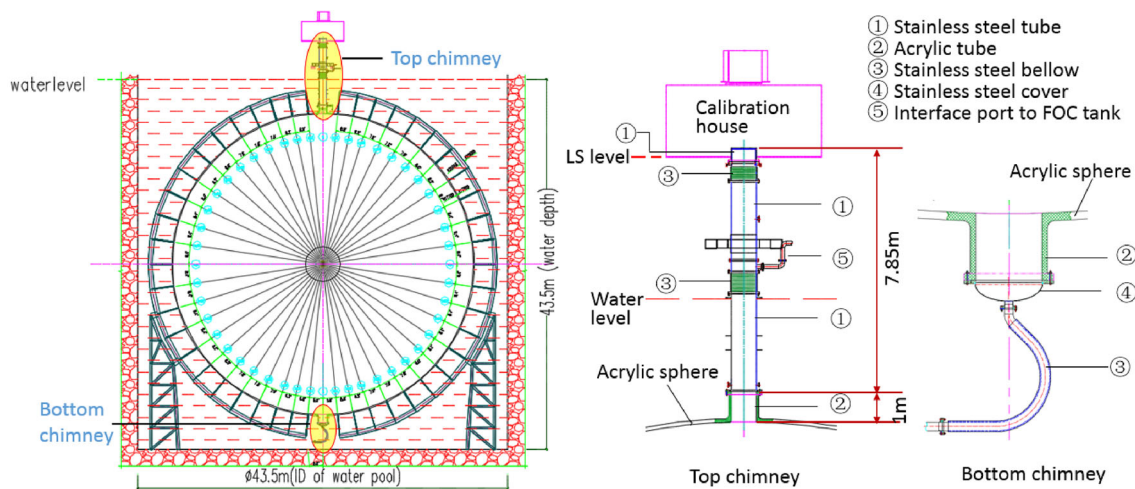 waterlevel
Top chimney
Bottom
chimney
43.5m (water depth)
Ø43.5m(ID of water pool)
① Stainless steel tube
② Acrylic tube
③ Stainless steel bellow
④ Stainless steel cover
⑤ Interface port to FOC tank
Calibration
house
①
LS level
③
①
⑤
③
Water
level
①
7.85m
Acrylic sphere
②
1m
Top chimney
Acrylic sphere
②
④
③
Bottom chimney